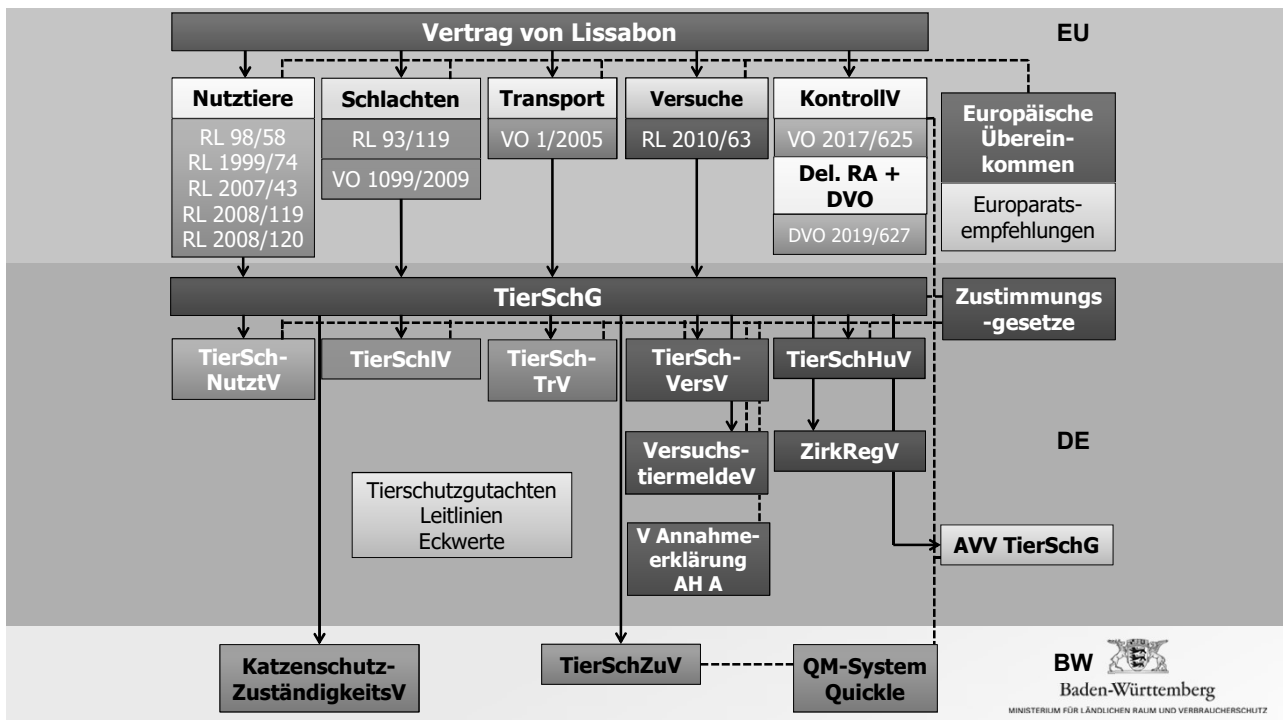 Vertrag von Lissabon
EU
Nutztiere
RL 98/58
RL 1999/74
RL 2007/43
RL 2008/119
RL 2008/120
Schlachten
RL 93/119
VO 1099/2009
Transport
VO 1/2005
Versuche
RL 2010/63
KontrollV
VO 2017/625
Del. RA +
DVO
DVO 2019/627
Europäische
Überein-
kommen
Europarats-
empfehlungen
TierSchG
Zustimmungs
-gesetze
TierSch-
NutztV
TierSchlV
TierSch-
TrV
TierSch-
VersV
TierSchHuV
Versuchs-
tiermeldeV
ZirkRegV
DE
Tierschutzgutachten
Leitlinien
Eckwerte
V Annahme-
erklärung
AH A
AVV TierSchG
Katzenschutz-
ZuständigkeitsV
TierSchZuV
QM-System
Quickle
BW
Baden-Württemberg
MINISTERIUM FÜR LÄNDLICHEN RAUM UND VERBRAUCHERSCHUTZ